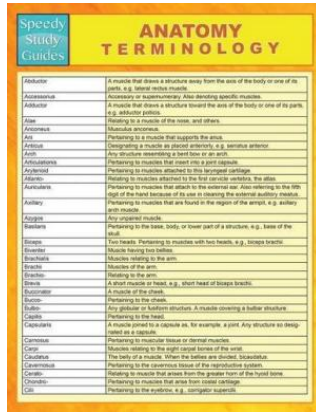 Speedy
Study
Guides
ANATOMY
TERMINOLOGY
Abductor A muscle that draws a structure away from the axis of the body or one of its
parts, e.g. lateral rectus muscle.
Accessorius Accessory or supernumerary. Also denoting specific muscles.
Adductor A muscle that draws a structure toward the axis of the body or one of its parts,
e.g. adductor pollicis.
Alae Relating to a muscle of the nose, and others.
Anconeus Musculus anconeus.
Ani Pertaining to a muscle that supports the anus.
Anticus Designating a muscle as placed anteriorly, e.g. serratus anterior.
Arch Any structure resembling a bent bow or an arch.
Articulationis Pertaining to muscles that insert into a joint capsule.
Arytenoid Pertaining to muscles attached to this laryngeal cartilage.
Atlanto- Relating to muscles attached to the first cervical vertebra, the atlas.
Auricularis Pertaining to muscles that attach to the external ear. Also referring to the fifth
digit of the hand because of its use in cleaning the external auditory meatus.
Axillary Pertaining to muscles that are found in the region of the armpit, e.g. axillary
arch muscle.
Azygos Any unpaired muscle.
Basilaris Pertaining to the base, body, or lower part of a structure, e.g., base of the
skull.
Biceps Two heads. Pertaining to muscles with two heads, e.g., biceps brachii.
Biventer Muscle having two bellies.
Brachialis Muscles relating to the arm.
Brachii Muscles of the arm.
Brachio- Relating to the arm.
Brevis A short muscle or head, e.g., short head of biceps brachii.
Buccinator A muscle of the cheek.
Bucco- Pertaining to the cheek.
Bulbo- Any globular or fusiform structure. A muscle covering a bulbar structure.
Capitis Pertaining to the head.
Capsularis A muscle joined to a capsule as, for example, a joint. Any structure so desig-
nated as a capsule.
Carnosus Pertaining to muscular tissue or dermal muscles.
Carpi Muscles relating to the eight carpal bones of the wrist.
Caudatus The belly of a muscle. When the bellies are divided, bicaudatus.
Cavernosus Pertaining to the cavernous tissue of the reproductive system.
Cerato- Relating to muscle that arises from the greater horn of the hyoid bone.
Chondro- Pertaining to muscles that arise from costal cartilage.
Cilii Pertaining to the eyebrow, e.g., corrugator supercilii.